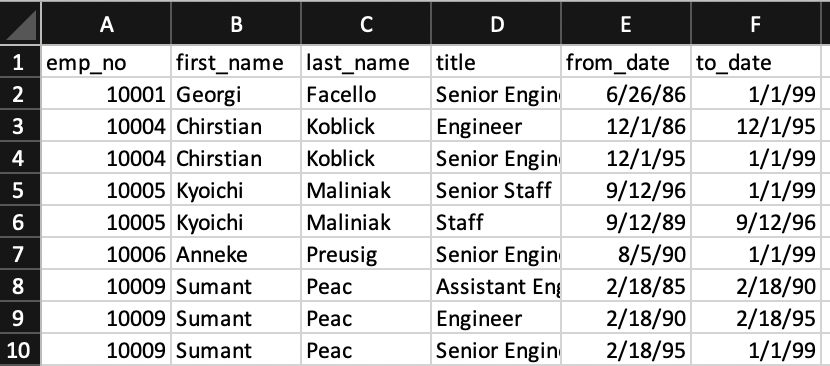 A B C D E F
1 emp_no first_name last_name title from_date to_date
2 10001 Georgi Facello Senior Engin 6/26/86 1/1/99
3 10004 Chirstian Koblick Engineer 12/1/86 12/1/95
4 10004 Chirstian Koblick Senior Engin 12/1/95 1/1/99
5 10005 Kyoichi Maliniak Senior Staff 9/12/96 1/1/99
6 10005 Kyoichi Maliniak Staff 9/12/89 9/12/96
7 10006 Anneke Preusig Senior Engin 8/5/90 1/1/99
8 10009 Sumant Peac Assistant Eng 2/18/85 2/18/90
9 10009 Sumant Peac Engineer 2/18/90 2/18/95
10 10009 Sumant Peac Senior Engin 2/18/95 1/1/99